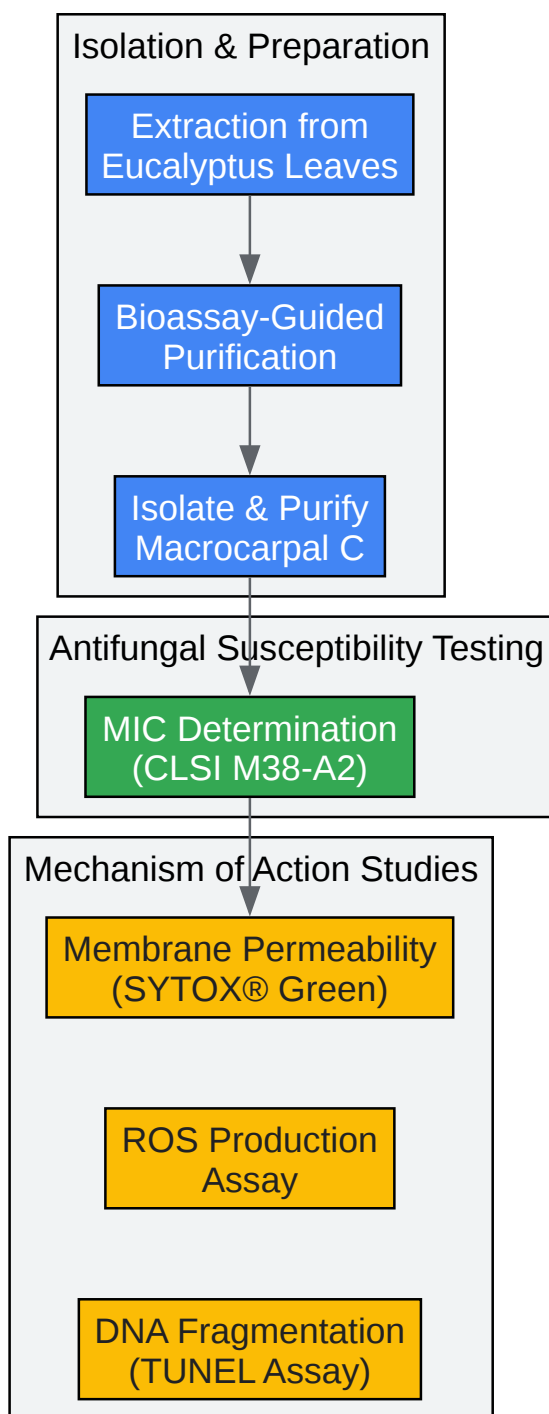 Isolation & Preparation
Extraction from
Eucalyptus Leaves
Bioassay-Guided
Purification
Isolate & Purify
Macrocarpal C
Antifungal Susceptibility Testing
MIC Determination
(CLSI M38-A2)
Mechanism of Action Studies
Membrane Permeability
(SYTOX® Green)
ROS Production
Assay
DNA Fragmentation
(TUNEL Assay)